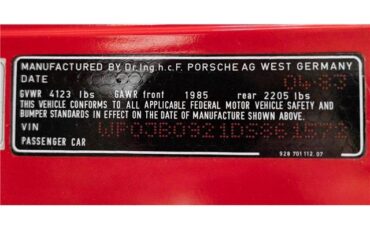 MANUFACTURED BY Dr.Ing.h.c.F. PORSCHE AG WEST GERMANY
DATE 04.83
GVWR 4123 lbs GAWR front 1985 rear 2205 lbs
THIS VEHICLE CONFORMS TO ALL APPLICABLE FEDERAL MOTOR VEHICLE SAFETY AND
BUMPER STANDARDS IN EFFECT ON THE DATE OF MANUFACTURE SHOWN ABOVE.
VIN
PASSENGER CAR
928 701 112.07